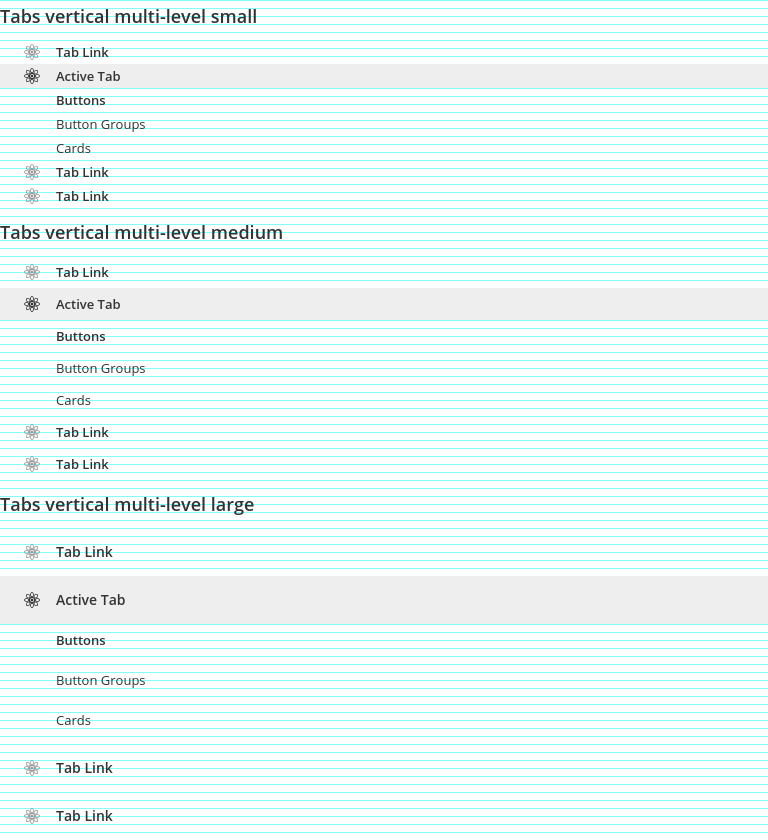 Tabs vertical multi-level small
Tab Link
Active Tab
Buttons
Button Groups
Cards
Tab Link
Tab Link
Tabs vertical multi-level medium
Tab Link
Active Tab
Buttons
Button Groups
Cards
Tab Link
Tab Link
Tabs vertical multi-level large
Tab Link
Active Tab
Buttons
Button Groups
Cards
Tab Link
Tab Link